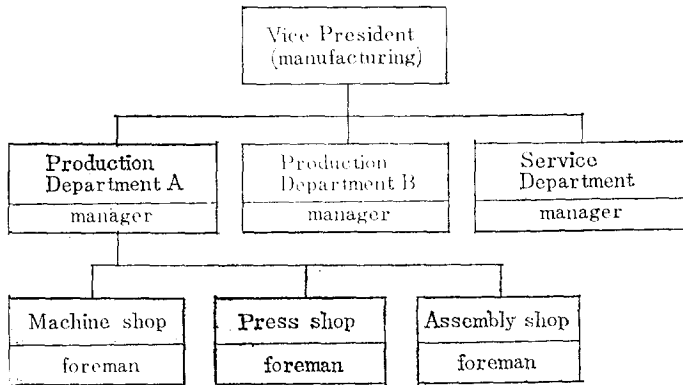 Vice President
(manufacturing)
Production
Department A
manager
Production
Department B
manager
Service
Department
manager
Machine shop
foreman
Press shop
foreman
Assembly shop
foreman